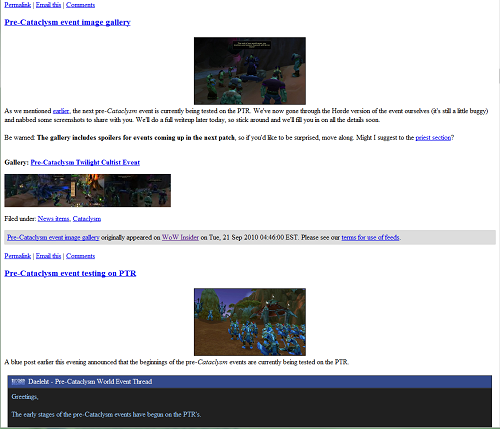 Permalink | Email this | Comments
Pre-Cataclysm event image gallery
As we mentioned earlier, the next pre-Cataclysm event is currently being tested on the PTR. We've now gone through the Horde version of the event ourselves (it's still a little buggy)
and nabbed some screenshots to share with you. We'll do a full writeup later today, so stick around and we'll fill you in on all the details soon.
Be warned: The gallery includes spoilers for events coming up in the next patch, so if you'd like to be surprised, move along. Might I suggest to the priest section?
Gallery: Pre-Cataclysm Twilight Cultist Event
Filed under: News items, Cataclysm
Pre-Cataclysm event image gallery originally appeared on WoW Insider on Tue, 21 Sep 2010 04:46:00 EST. Please see our terms for use of feeds.
Permalink | Email this | Comments
Pre-Cataclysm event testing on PTR
A blue post earlier this evening announced that the beginnings of the pre-Cataclysm events are currently being tested on the PTR.
Daeleht - Pre-Cataclysm World Event Thread
Greetings,
The early stages of the pre-Cataclysm events have begun on the PTR's.